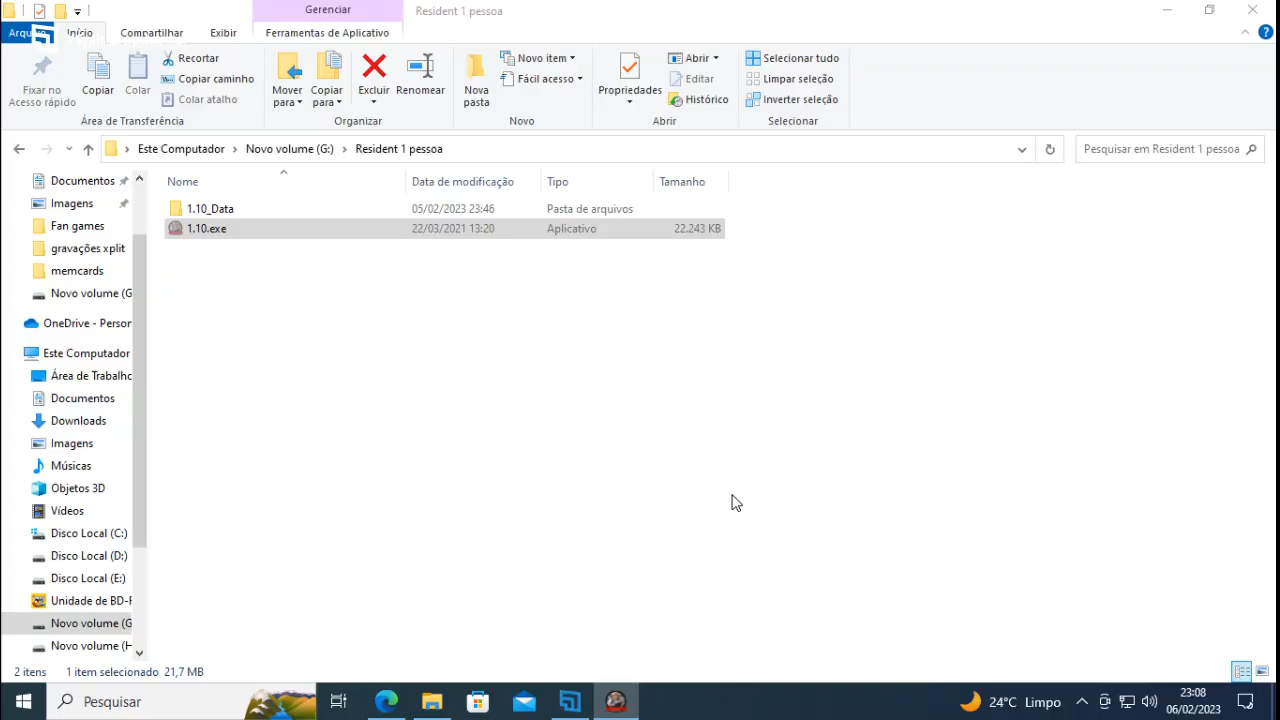 Gerenciar
Resident 1 pessoa
Início
Compartilhar
Exibir
Ferramentas de Aplicativo
Fixar no Acesso rápido
Copiar
Colar
Recortar
Copiar caminho
Colar atalho
Mover para
Copiar para
Excluir
Renomear
Nova pasta
Novo item
Fácil acesso
Propriedades
Abrir
Editar
Histórico
Selecionar tudo
Limpar seleção
Inverter seleção
Área de Transferência
Organizar
Novo
Abrir
Selecionar
Este Computador
Novo volume (G:)
Resident 1 pessoa
Pesquisar em Resident 1 pessoa
Nome
Data de modificação
Tipo
Tamanho
1.10_Data
05/02/2023 23:46
Pasta de arquivos
1.10.exe
22/03/2021 13:20
Aplicativo
22.243 KB
Documentos
Imagens
Fan games
gravações xplit
memcards
Novo volume (G
OneDrive - Person
Este Computador
Área de Trabalho
Documentos
Downloads
Imagens
Músicas
Objetos 3D
Vídeos
Disco Local (C:)
Disco Local (D:)
Disco Local (E:)
Unidade de BD-R
Novo volume (G
Novo volume (H
2 itens
1 item selecionado
21,7 MB
Pesquisar
24°C
Limpo
23:08
06/02/2023